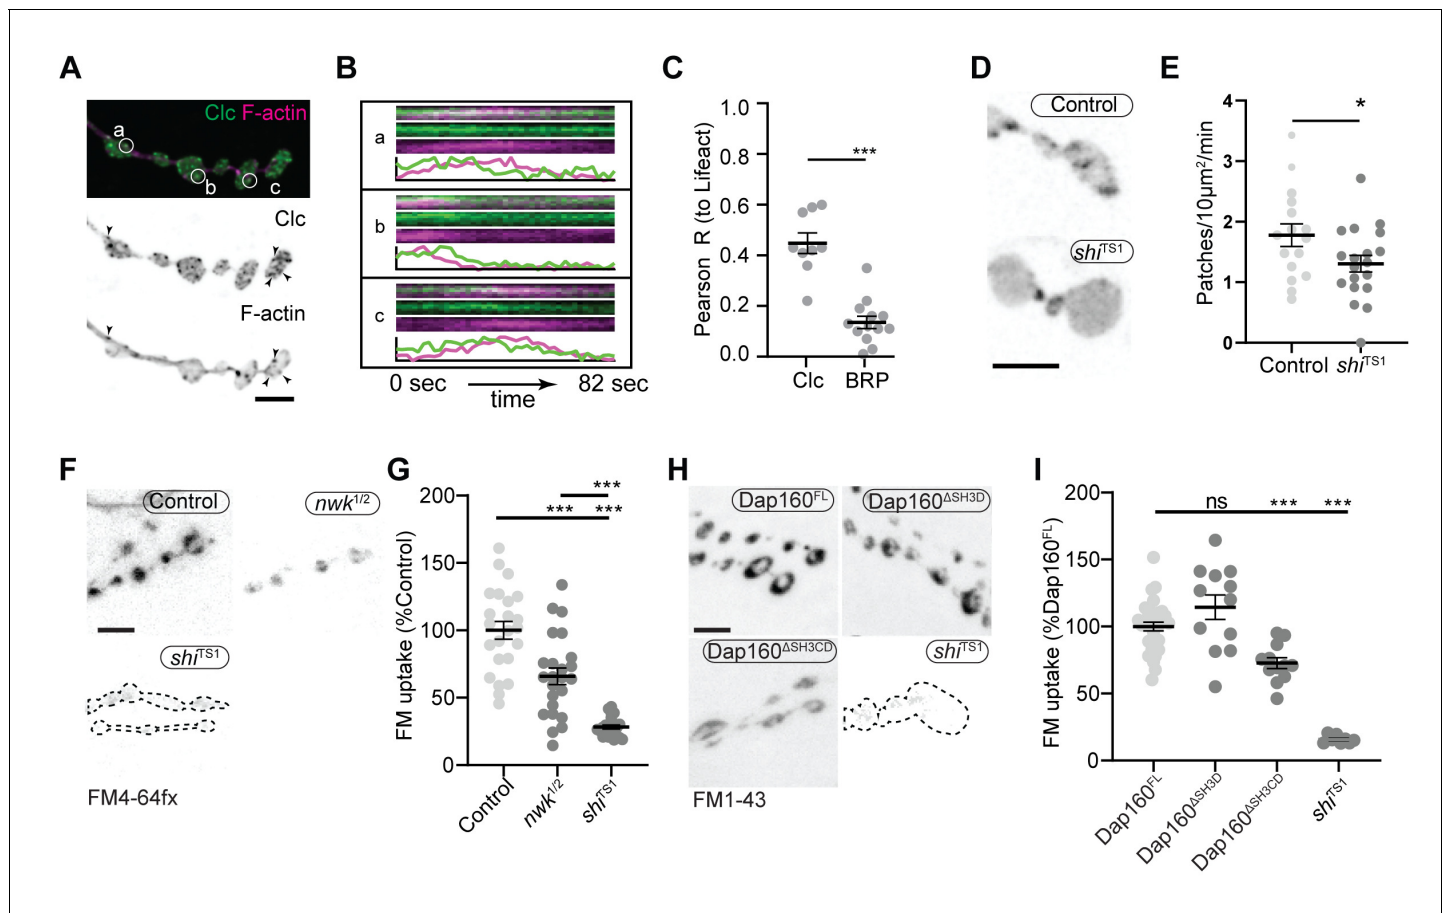 A
Clc F-actin
a
b
c
Clc
F-actin
B
a
b
c
0 sec
82 sec
time
C
Pearson R (to Lifeact)
1.0
0.8
0.6
0.4
0.2
0.0
***
Clc
BRP
D
Control
shiTS1
E
Patches/10µm2/min
4
3
2
1
0
*
Control
shiTS1
F
Control
nwk1/2
shiTS1
FM4-64fx
G
FM uptake (%Control)
200
150
100
50
0
***
*** ***
Control
nwk1/2
shiTS1
H
Dap160FL
Dap160ΔSH3D
Dap160ΔSH3CD
shiTS1
FM1-43
I
FM uptake (%Dap160FL)
200
150
100
50
0
ns *** ***
Dap160FL
Dap160ΔSH3D
Dap160ΔSH3CD
shiTS1